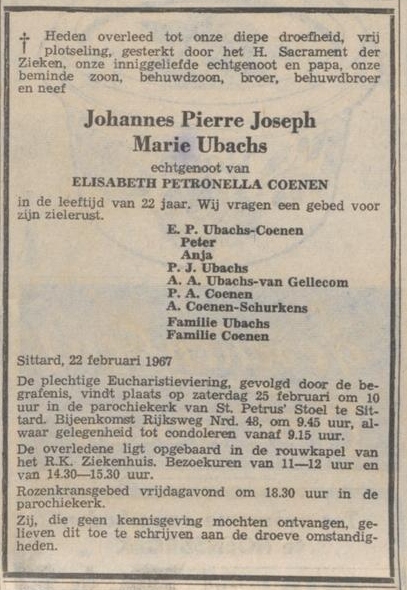 † Heden overleed tot onze diepe droefheid, vrij
plotseling, gesterkt door het H. Sacrament der
Zieken, onze inniggeliefde echtgenoot en papa, onze
beminde zoon, behuwdzoon, broer, behuwdbroer
en neef
Johannes Pierre Joseph
Marie Ubachs
echtgenoot van
ELISABETH PETRONELLA COENEN
in de leeftijd van 22 jaar. Wij vragen een gebed voor
zijn zielerust.
E. P. Ubachs-Coenen
Peter
Anja
P. J. Ubachs
A. A. Ubachs-van Gellecom
P. A. Coenen
A. Coenen-Schurkens
Familie Ubachs
Familie Coenen
Sittard, 22 februari 1967
De plechtige Eucharistieviering, gevolgd door de be-
grafenis, vindt plaats op zaterdag 25 februari om 10
uur in de parochiekerk van St. Petrus' Stoel te Sit-
tard. Bijeenkomst Rijksweg Nrd. 48, om 9.45 uur, al-
waar gelegenheid tot condoleren vanaf 9.15 uur.
De overledene ligt opgebaard in de rouwkapel van
het R.K. Ziekenhuis. Bezoekuren van 11—12 uur en
van 14.30—15.30 uur.
Rozenkransgebed vrijdagavond om 18.30 uur in de
parochiekerk.
Zij, die geen kennisgeving mochten ontvangen, ge-
lieven dit toe te schrijven aan de droeve omstandig-
heden.